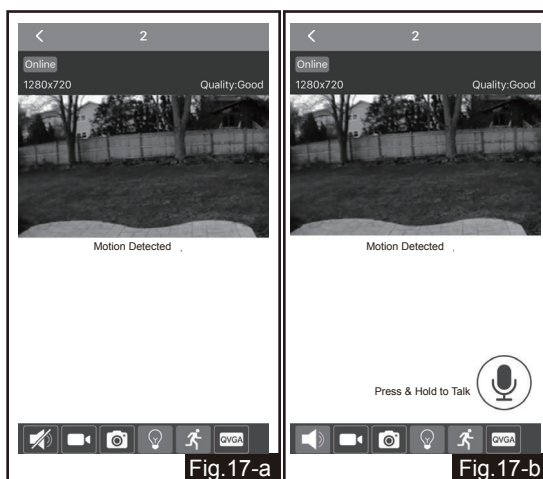 2
Online
1280x720 Quality:Good
Motion Detected
QVGA
Fig.17-a
2
Online
1280x720 Quality:Good
Motion Detected
Press & Hold to Talk
QVGA
Fig.17-b